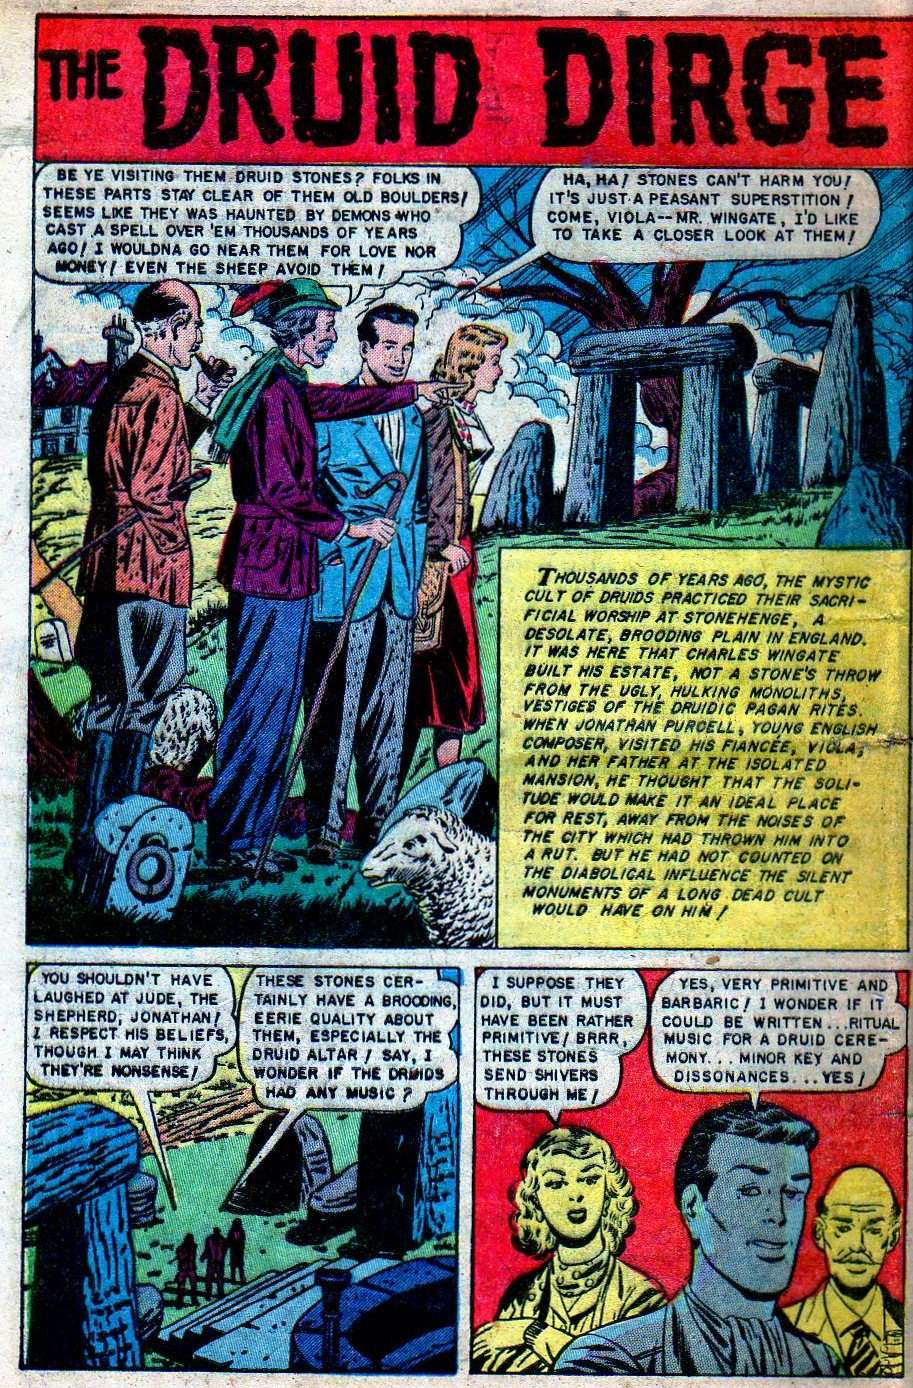 THE DRUID DIRGE
BE YE VISITING THEM DRUID STONES? FOLKS IN
THESE PARTS STAY CLEAR OF THEM OLD BOULDERS!
SEEMS LIKE THEY WAS HAUNTED BY DEMONS WHO
CAST A SPELL OVER 'EM THOUSANDS OF YEARS
AGO! I WOULDNA GO NEAR THEM FOR LOVE NOR
MONEY! EVEN THE SHEEP AVOID THEM!
HA, HA! STONES CAN'T HARM YOU!
IT'S JUST A PEASANT SUPERSTITION!
COME, VIOLA-- MR. WINGATE, I'D LIKE
TO TAKE A CLOSER LOOK AT THEM!
THOUSANDS OF YEARS AGO, THE MYSTIC
CULT OF DRUIDS PRACTICED THEIR SACRI-
FICIAL WORSHIP AT STONEHENGE, A
DESOLATE, BROODING PLAIN IN ENGLAND.
IT WAS HERE THAT CHARLES WINGATE
BUILT HIS ESTATE, NOT A STONE'S THROW
FROM THE UGLY, HULKING MONOLITHS,
VESTIGES OF THE DRUIDIC PAGAN RITES.
WHEN JONATHAN PURCELL, YOUNG ENGLISH
COMPOSER, VISITED HIS FIANCÉE, VIOLA,
AND HER FATHER AT THE ISOLATED
MANSION, HE THOUGHT THAT THE SOLI-
TUDE WOULD MAKE IT AN IDEAL PLACE
FOR REST, AWAY FROM THE NOISES OF
THE CITY WHICH HAD THROWN HIM INTO
A RUT. BUT HE HAD NOT COUNTED ON
THE DIABOLICAL INFLUENCE THE SILENT
MONUMENTS OF A LONG DEAD CULT
WOULD HAVE ON HIM!
YOU SHOULDN'T HAVE
LAUGHED AT JUDE, THE
SHEPHERD, JONATHAN!
I RESPECT HIS BELIEFS,
THOUGH I MAY THINK
THEY'RE NONSENSE!
THESE STONES CER-
TAINLY HAVE A BROODING,
EERIE QUALITY ABOUT
THEM, ESPECIALLY THE
DRUID ALTAR! SAY, I
WONDER IF THE DRUIDS
HAD ANY MUSIC?
I SUPPOSE THEY
DID, BUT IT MUST
HAVE BEEN RATHER
PRIMITIVE! BRRR,
THESE STONES
SEND SHIVERS
THROUGH ME!
YES, VERY PRIMITIVE AND
BARBARIC! I WONDER IF IT
COULD BE WRITTEN...RITUAL
MUSIC FOR A DRUID CERE-
MONY... MINOR KEY AND
DISSONANCES...YES!